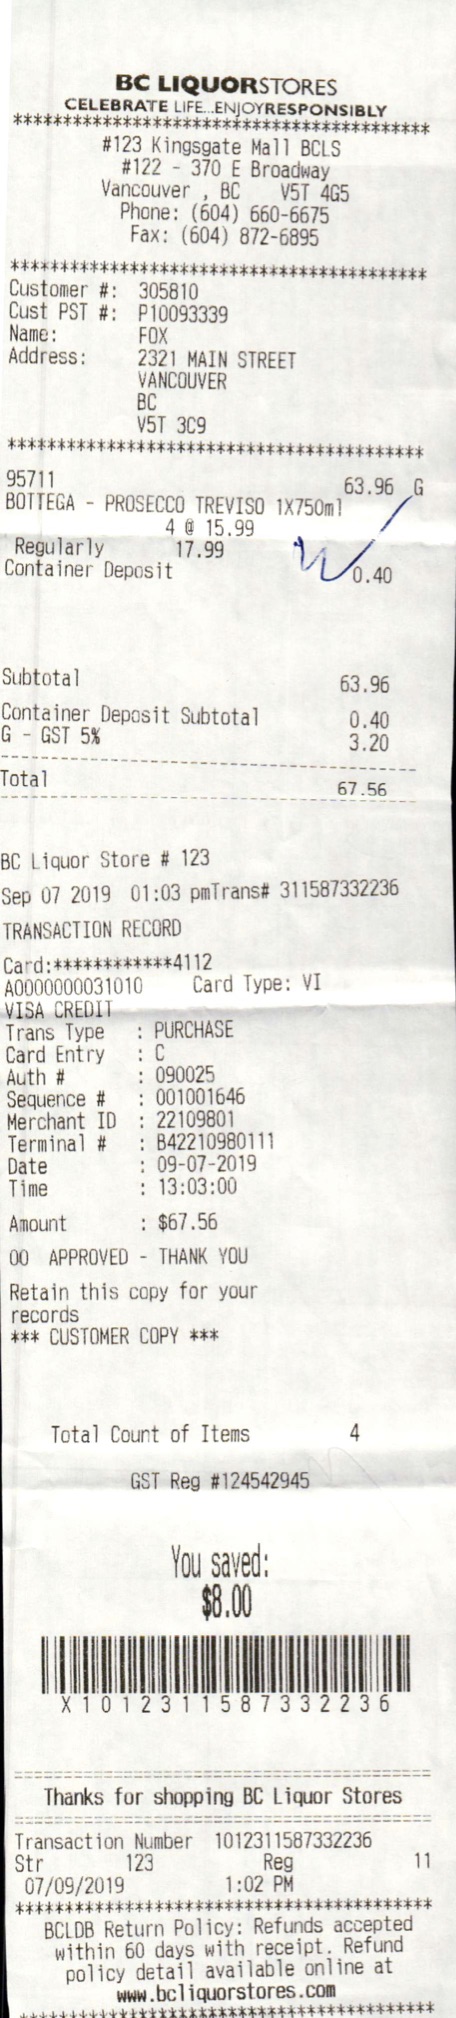 BC LIQUORSTORES
CELEBRATE LIFE...ENJOYRESPONSIBLY
******************************************
#123 Kingsgate Mall BCLS
#122 - 370 E Broadway
Vancouver , BC V5T 4G5
Phone: (604) 660-6675
Fax: (604) 872-6895
******************************************
Customer #: 305810
Cust PST #: P10093339
Name: FOX
Address: 2321 MAIN STREET
VANCOUVER
BC
V5T 3C9
******************************************
95711 63.96 G
BOTTEGA - PROSECCO TREVISO 1X750ml
4 @ 15.99
Regularly 17.99
Container Deposit 0.40
Subtotal 63.96
Container Deposit Subtotal 0.40
G - GST 5% 3.20
Total 67.56
BC Liquor Store # 123
Sep 07 2019 01:03 pmTrans# 311587332236
TRANSACTION RECORD
Card:************4112
A0000000031010 Card Type: VI
VISA CREDIT
Trans Type : PURCHASE
Card Entry : C
Auth # : 090025
Sequence # : 001001646
Merchant ID : 22109801
Terminal # : B42210980111
Date : 09-07-2019
Time : 13:03:00
Amount : $67.56
00 APPROVED - THANK YOU
Retain this copy for your
records
*** CUSTOMER COPY ***
Total Count of Items 4
GST Reg #124542945
You saved:
$8.00
X1012311587332236
Thanks for shopping BC Liquor Stores
Transaction Number 1012311587332236
Str 123 Reg 11
07/09/2019 1:02 PM
******************************************
BCLDB Return Policy: Refunds accepted
within 60 days with receipt. Refund
policy detail available online at
www.bcliquorstores.com
******************************************